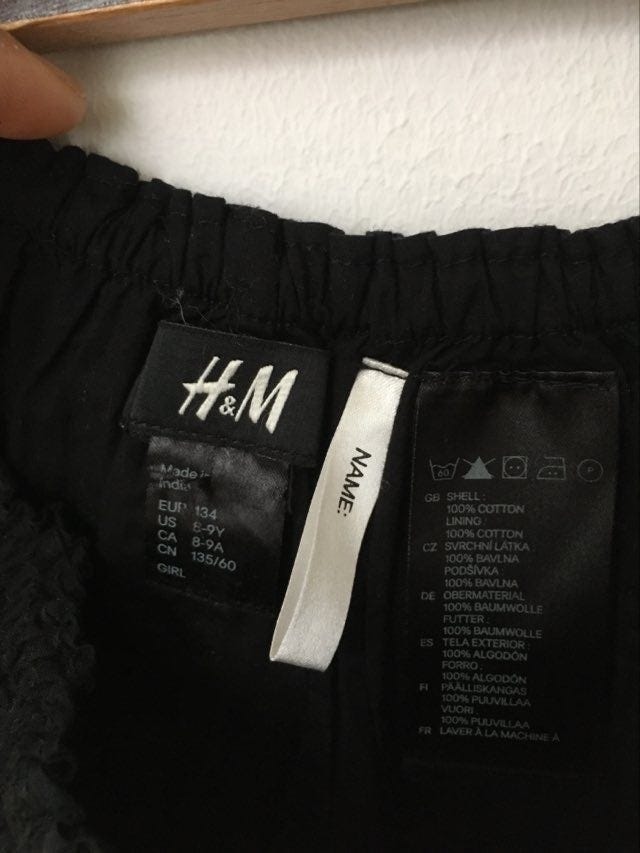 H&M
Made in
India
EUR 134
US 8-9Y
CA 8-9A
CN 135/60
GIRL
NAME:
60
P
GB SHELL:
100% COTTON
LINING:
100% COTTON
CZ SVRCHNÍ LÁTKA:
100% BAVLNA
PODŠÍVKA:
100% BAVLNA
DE OBERMATERIAL:
100% BAUMWOLLE
FUTTER:
100% BAUMWOLLE
ES TELA EXTERIOR:
100% ALGODÓN
FORRO:
100% ALGODÓN
FI PÄÄLLISKANGAS:
100% PUUVILLAA
VUORI:
100% PUUVILLAA
FR LAVER À LA MACHINE À